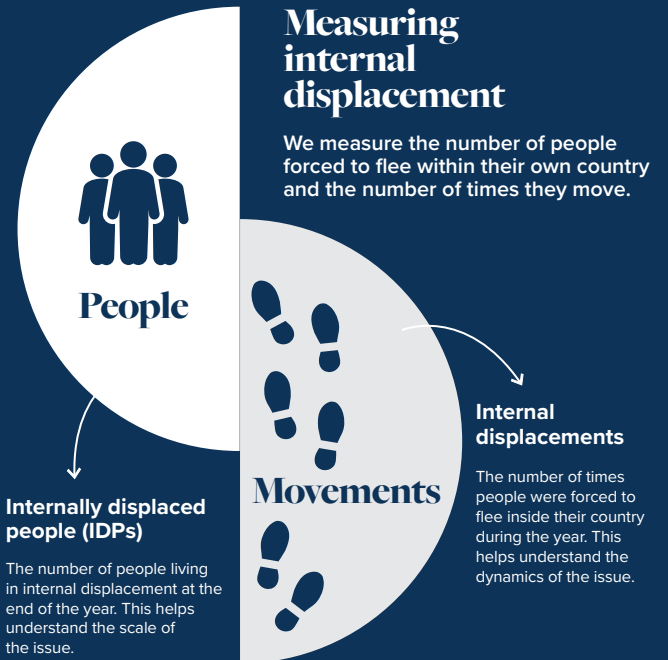 Measuring
internal
displacement
We measure the number of people
forced to flee within their own country
and the number of times they move.
People
Movements
Internally displaced
people (IDPs)
The number of people living
in internal displacement at the
end of the year. This helps
understand the scale of
the issue.
Internal
displacements
The number of times
people were forced to
flee inside their country
during the year. This
helps understand the
dynamics of the issue.